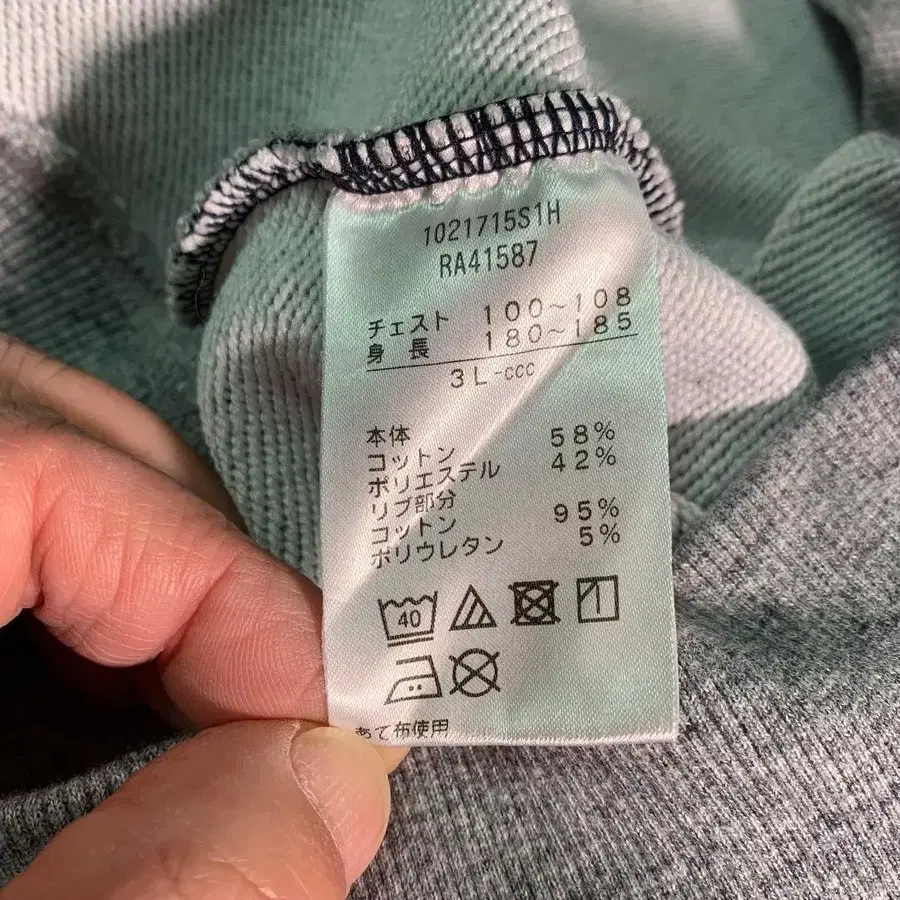 1021715S1H
RA41587
チェスト 100~108
身長 180~185
3L-ccc
本体
コットン 58%
ポリエステル 42%
リブ部分
コットン 95%
ポリウレタン 5%
40
あて布使用